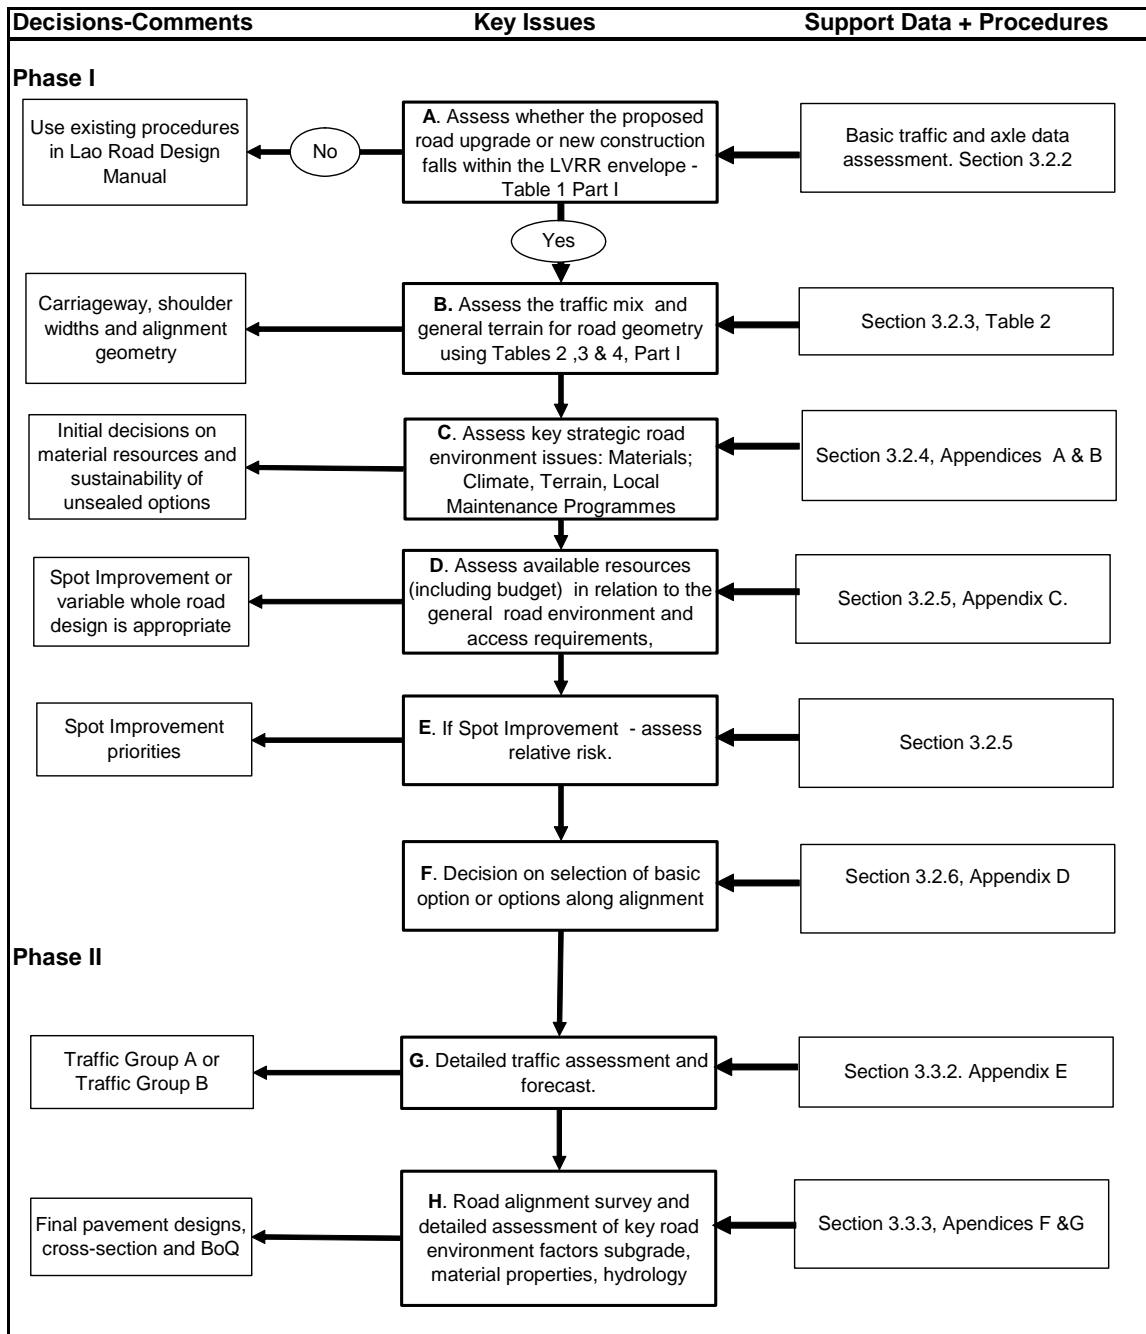 Decisions-Comments
Key Issues
Support Data + Procedures
Phase I
Use existing procedures
in Lao Road Design
Manual
No
A. Assess whether the proposed
road upgrade or new construction
falls within the LVRR envelope -
Table 1 Part I
Basic traffic and axle data
assessment. Section 3.2.2
Yes
Carriageway, shoulder
widths and alignment
geometry
B. Assess the traffic mix and
general terrain for road geometry
using Tables 2 ,3 & 4, Part I
Section 3.2.3, Table 2
Initial decisions on
material resources and
sustainability of
unsealed options
C. Assess key strategic road
environment issues: Materials;
Climate, Terrain, Local
Maintenance Programmes
Section 3.2.4, Appendices A & B
Spot Improvement or
variable whole road
design is appropriate
D. Assess available resources
(including budget) in relation to the
general road environment and
access requirements,
Section 3.2.5, Appendix C.
Spot Improvement
priorities
E. If Spot Improvement - assess
relative risk.
Section 3.2.5
F. Decision on selection of basic
option or options along alignment
Section 3.2.6, Appendix D
Phase II
Traffic Group A or
Traffic Group B
G. Detailed traffic assessment and
forecast.
Section 3.3.2. Appendix E
Final pavement designs,
cross-section and BoQ
H. Road alignment survey and
detailed assessment of key road
environment factors subgrade,
material properties, hydrology
Section 3.3.3, Apendices F &G